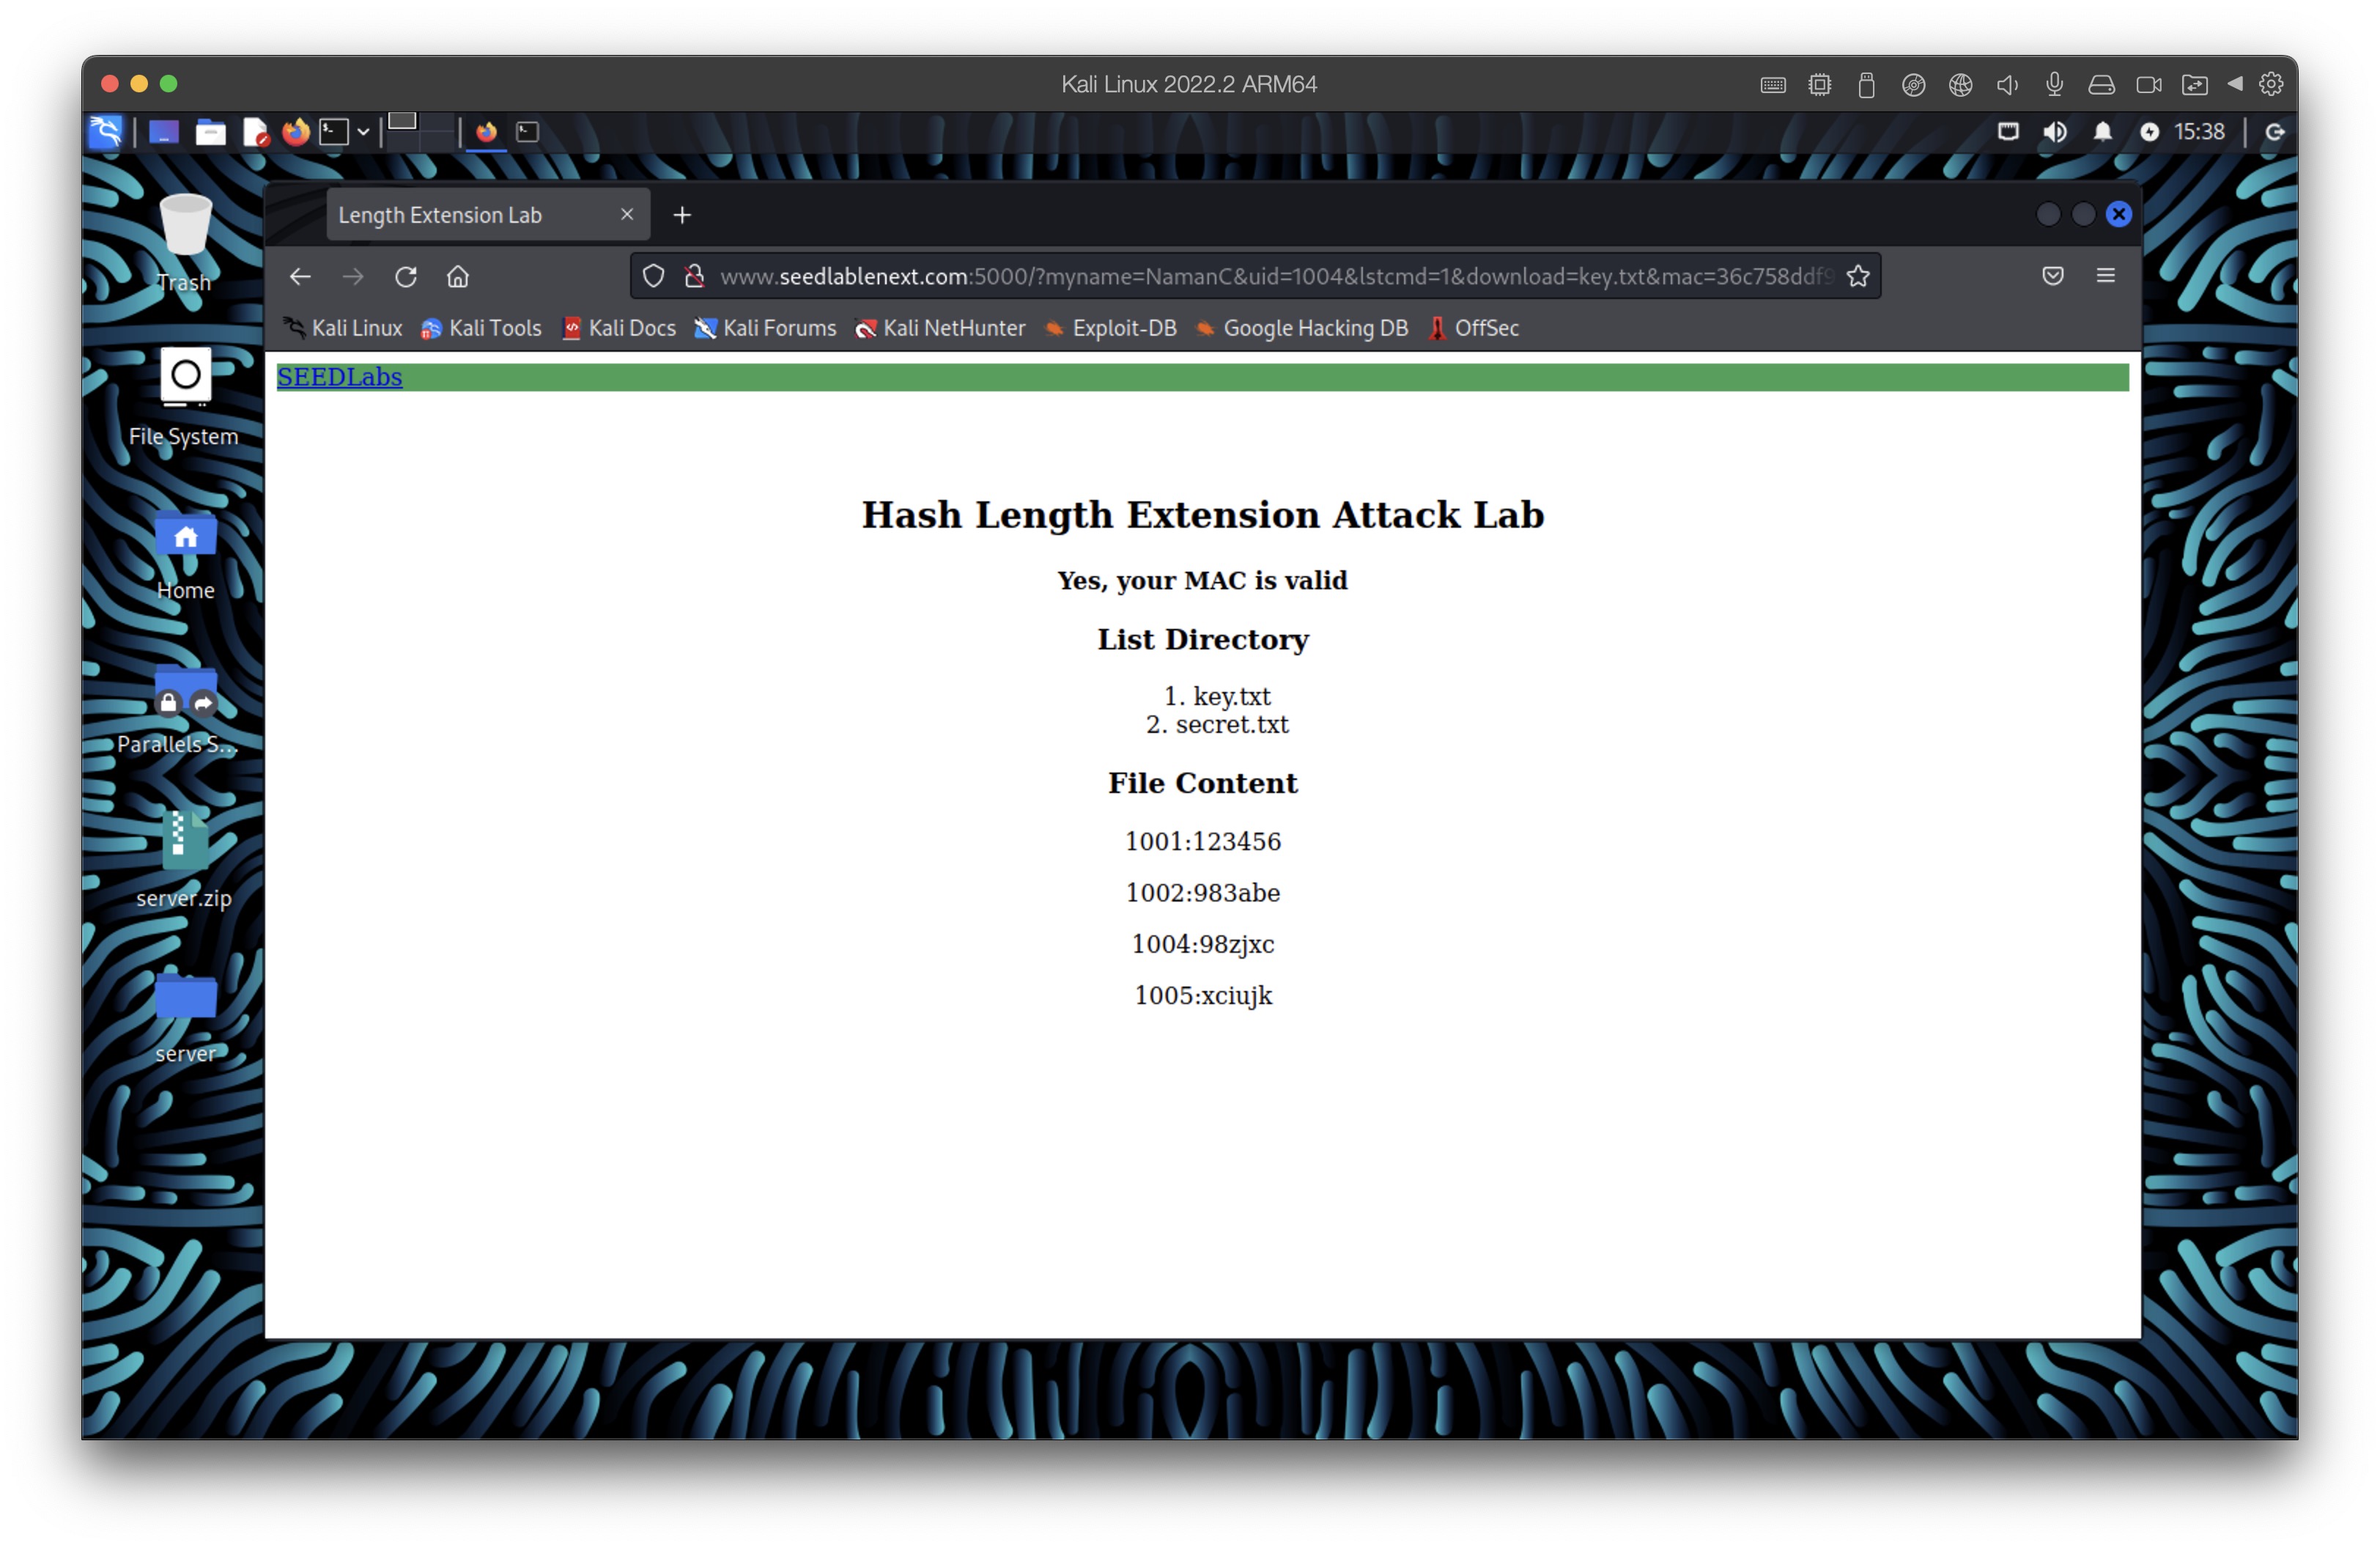 Kali Linux 2022.2 ARM64
15:38
Length Extension Lab
www.seedlablenext.com:5000/?myname=NamanC&uid=1004&lstcmd=1&download=key.txt&mac=36c758ddf9
Kali Linux Kali Tools Kali Docs Kali Forums Kali NetHunter Exploit-DB Google Hacking DB OffSec
SEEDLabs
Hash Length Extension Attack Lab
Yes, your MAC is valid
List Directory
1. key.txt
2. secret.txt
File Content
1001:123456
1002:983abe
1004:98zjxc
1005:xciujk
Trash
File System
Home
Parallels S...
server.zip
server